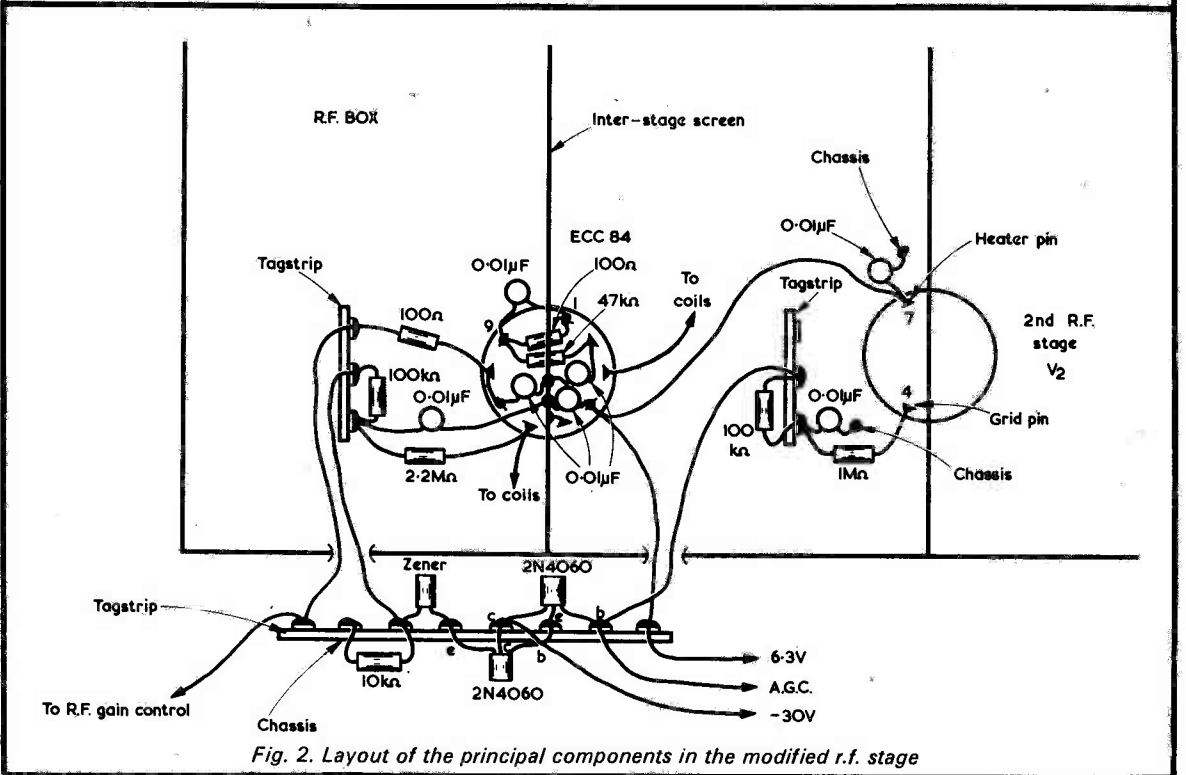 R.F. BOX
Inter-stage screen
Chassis
0·01µF
Heater pin
ECC 84
100Ω
47kΩ
0·01µF
Tagstrip
To
coils
Tagstrip
1
9
7
2nd R.F.
stage
V2
100Ω
100kΩ
0·01µF
0·01µF
4
Grid pin
100
kΩ
2·2MΩ
To coils
0·01µF
1MΩ
Chassis
Zener
2N4060
Tagstrip
c
e
b
e
c
b
10kΩ
2N4060
6·3V
A.G.C.
-30V
To R.F. gain control
Chassis
Fig. 2. Layout of the principal components in the modified r.f. stage